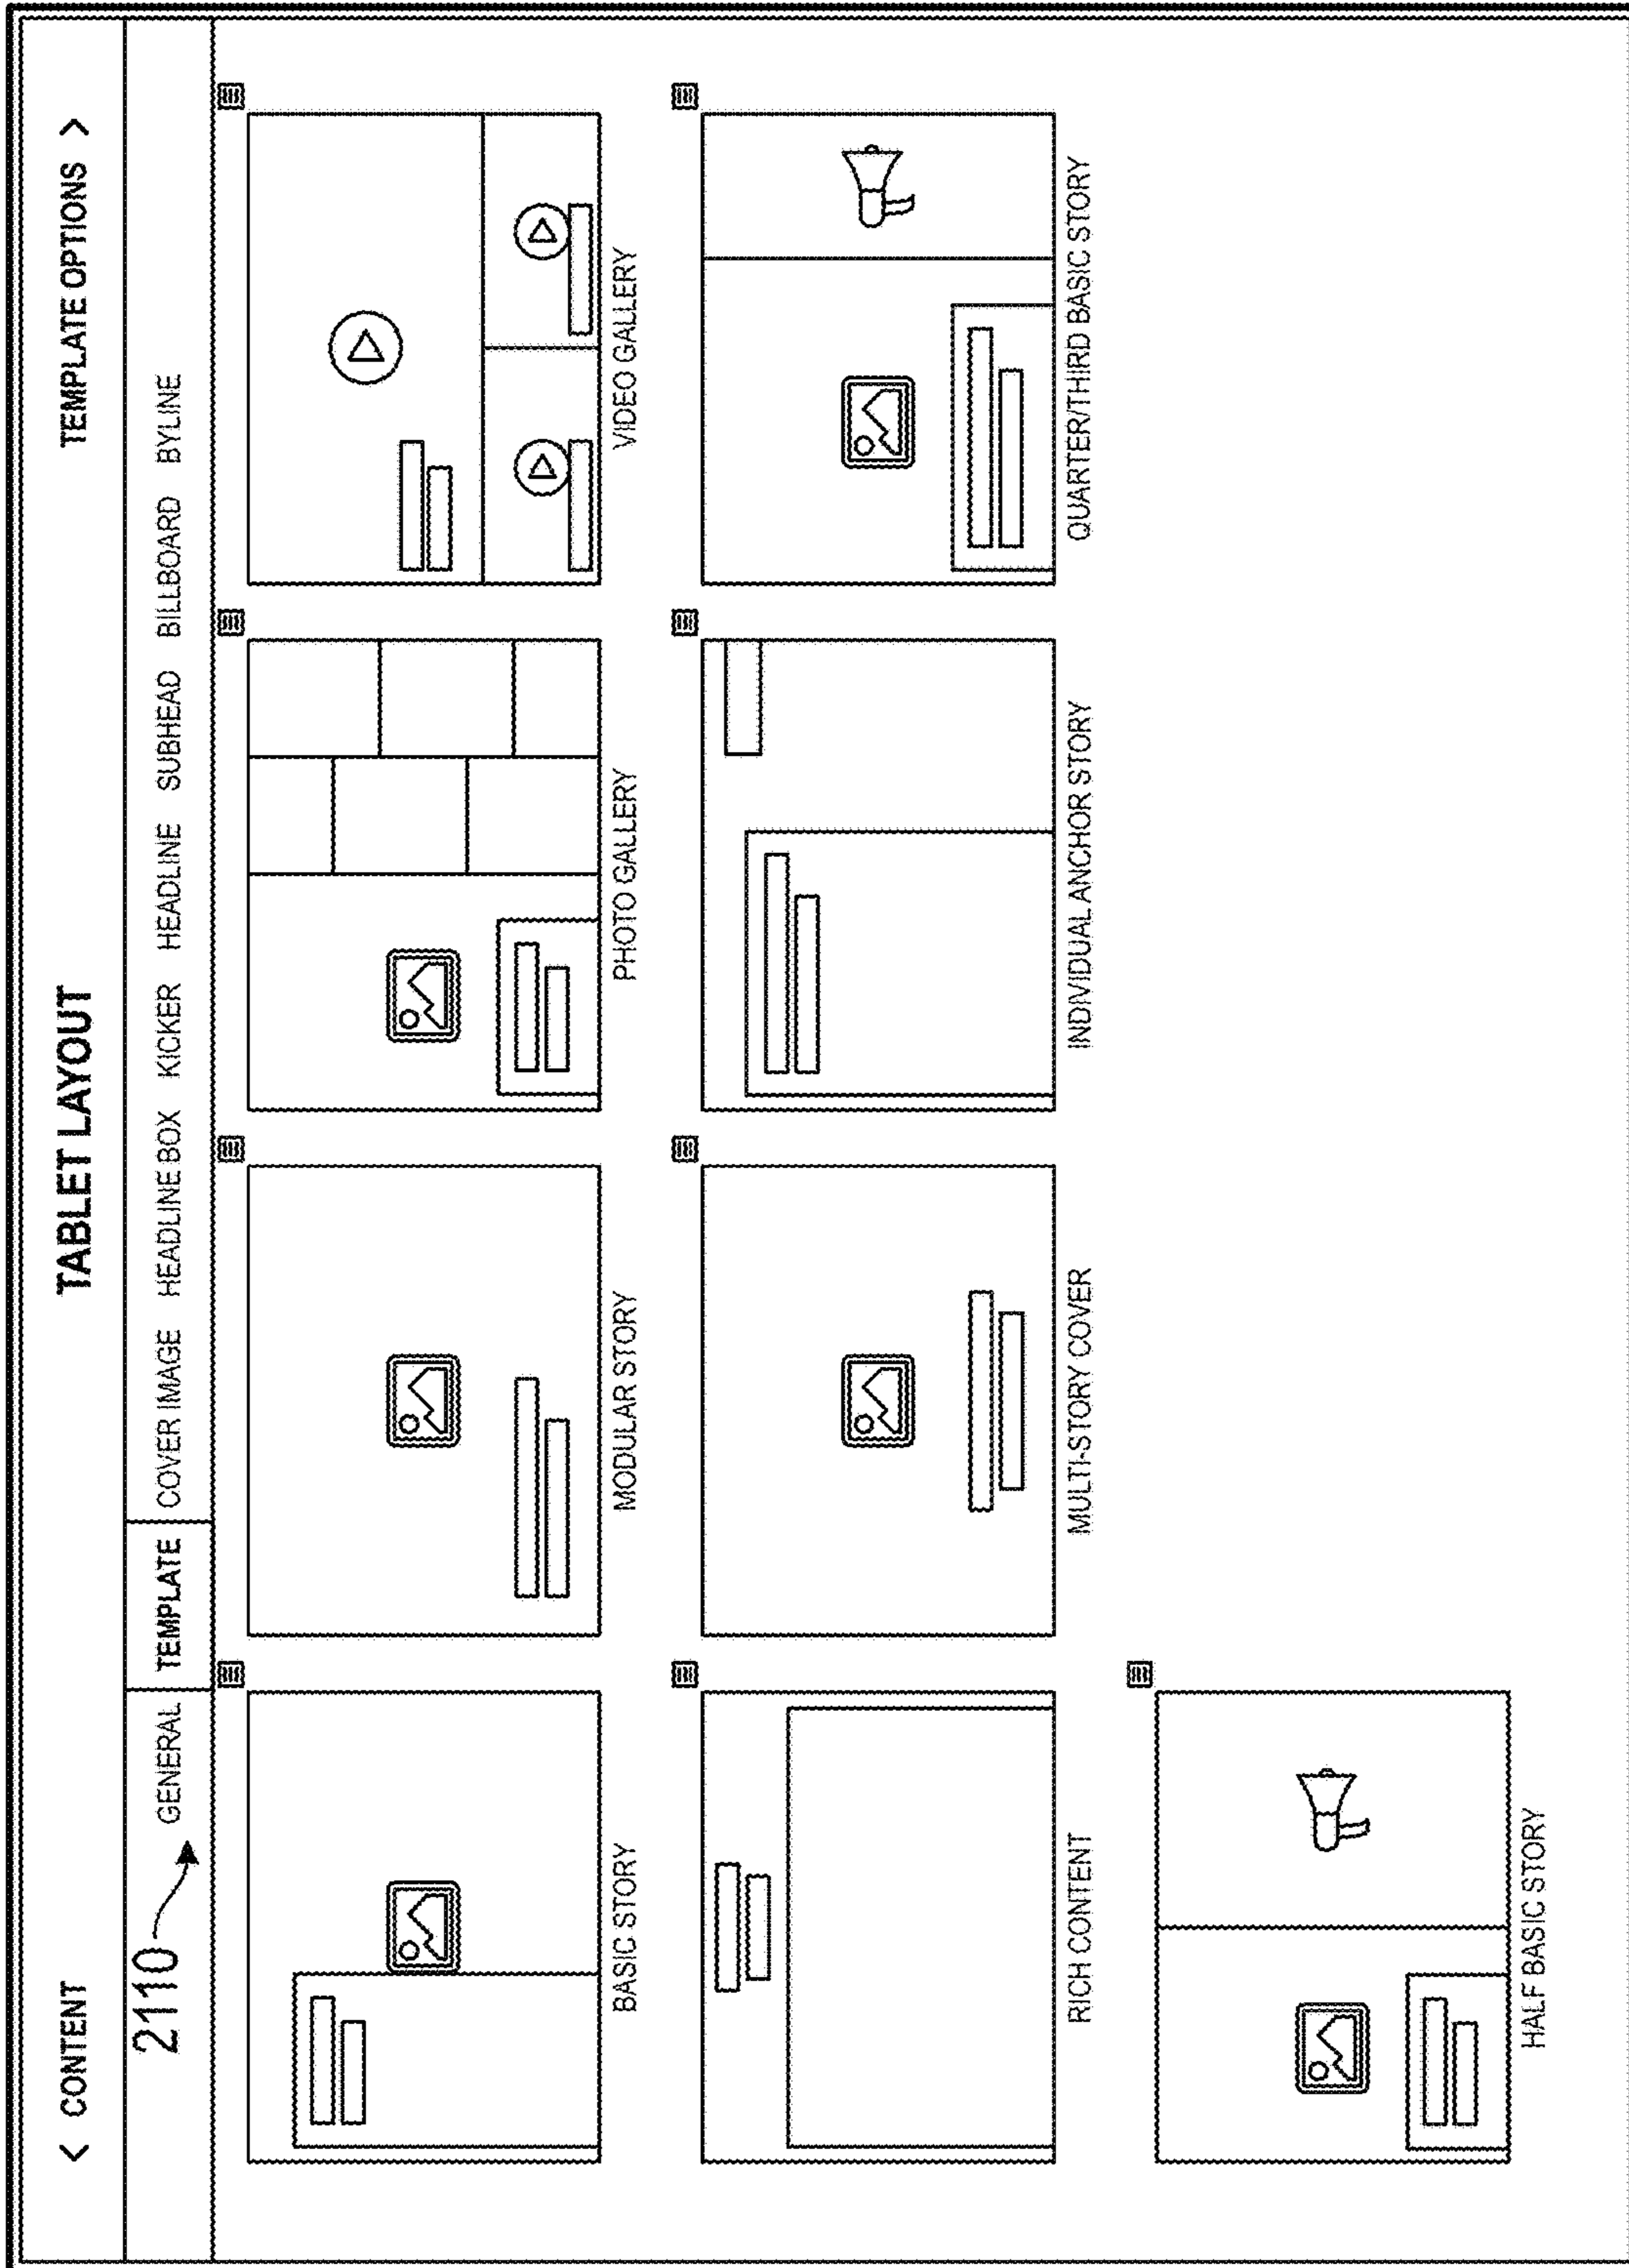 < CONTENT TABLET LAYOUT TEMPLATE OPTIONS >
2110 GENERAL TEMPLATE COVER IMAGE HEADLINE BOX KICKER HEADLINE SUBHEAD BILLBOARD BYLINE
BASIC STORY MODULAR STORY PHOTO GALLERY VIDEO GALLERY
RICH CONTENT MULTI-STORY COVER INDIVIDUAL ANCHOR STORY QUARTER/THIRD BASIC STORY
HALF BASIC STORY